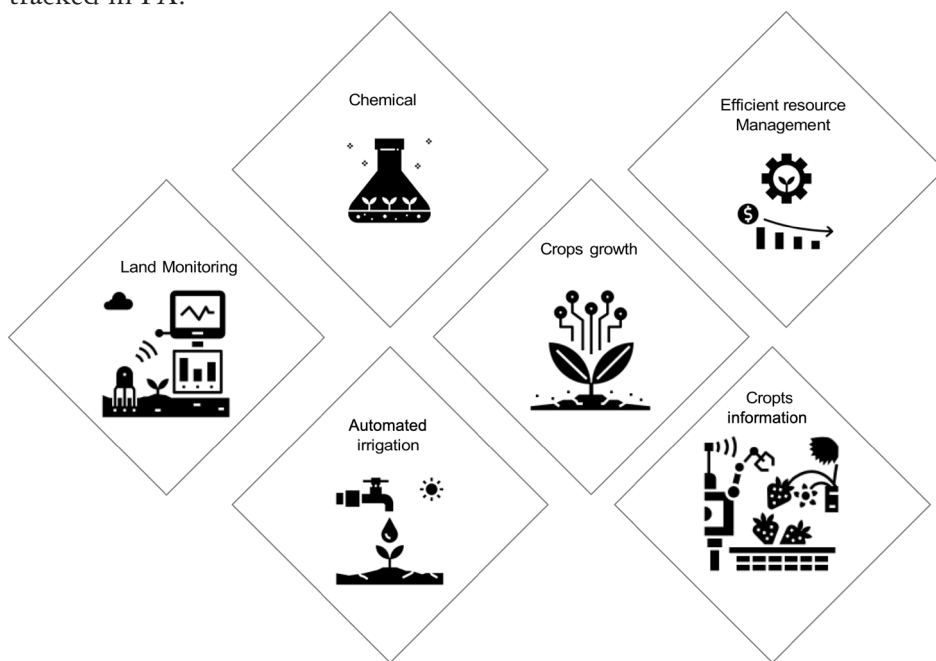 tracked in PA.
Chemical
Efficient resource
Management
Land Monitoring
Crops growth
Automated
irrigation
Cropts
information
$